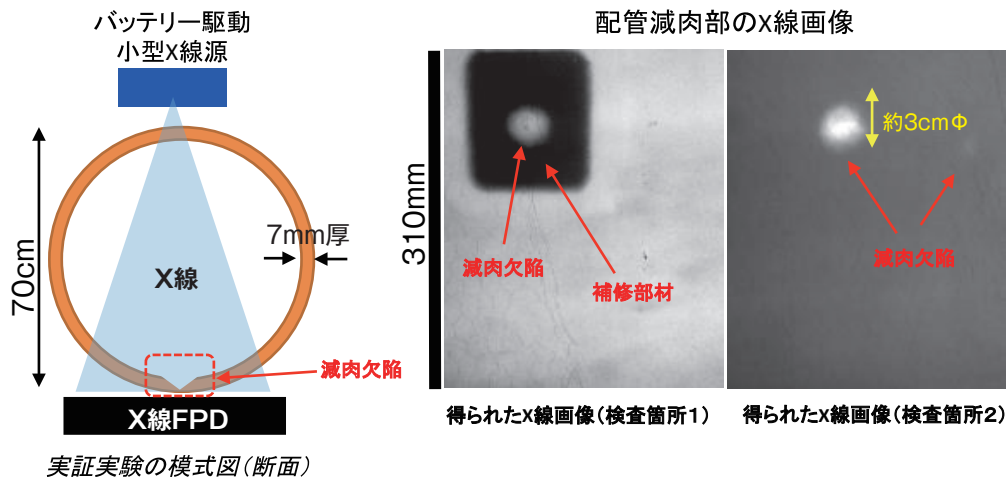 バッテリー駆動
小型X線源
70cm
7mm厚
X線
減肉欠陥
X線FPD
実証実験の模式図(断面)
配管減肉部のX線画像
310mm
減肉欠陥
補修部材
得られたX線画像(検査箇所1)
約3cmΦ
減肉欠陥
得られたX線画像(検査箇所2)